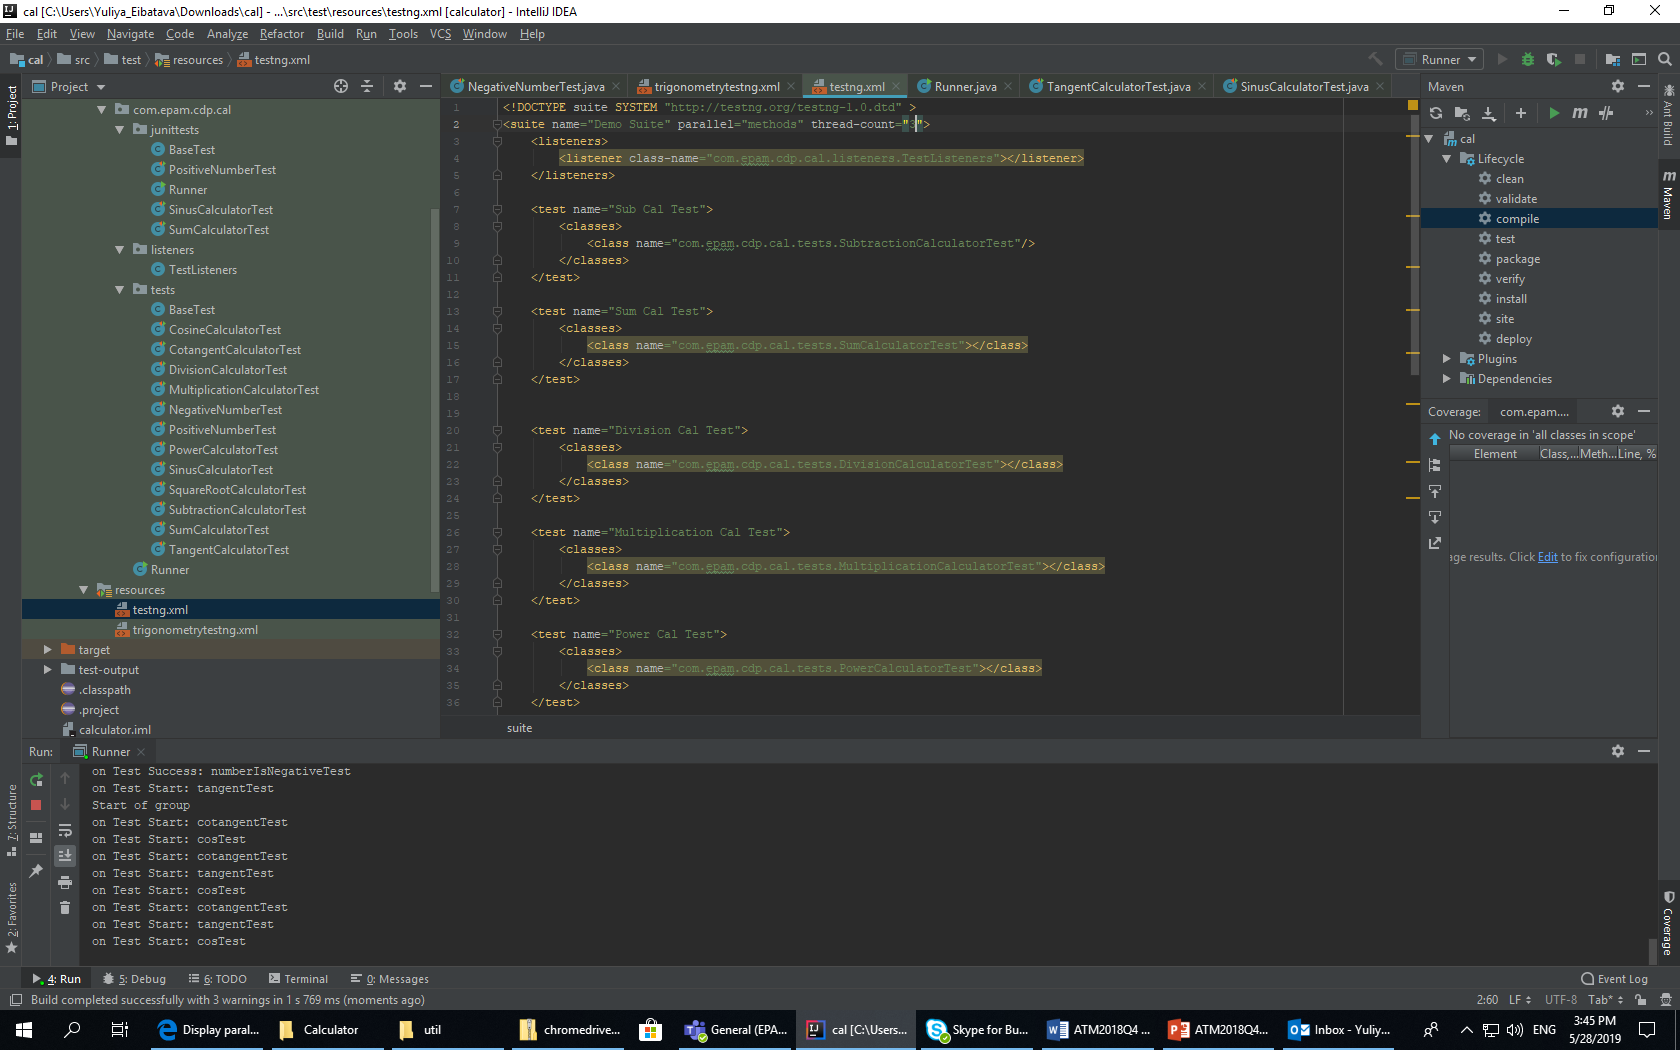 cal [C:\Users\Yuliya_Eibatava\Downloads\cal] - ...\src\test\resources\testng.xml [calculator] - IntelliJ IDEA
File Edit View Navigate Code Analyze Refactor Build Run Tools VCS Window Help
cal src test resources testng.xml
Runner
1: Project
7: Structure
2: Favorites
Project
com.epam.cdp.cal
junittests
BaseTest
PositiveNumberTest
Runner
SinusCalculatorTest
SumCalculatorTest
listeners
TestListeners
tests
BaseTest
CosineCalculatorTest
CotangentCalculatorTest
DivisionCalculatorTest
MultiplicationCalculatorTest
NegativeNumberTest
PositiveNumberTest
PowerCalculatorTest
SinusCalculatorTest
SquareRootCalculatorTest
SubtractionCalculatorTest
SumCalculatorTest
TangentCalculatorTest
Runner
resources
testng.xml
trigonometrytestng.xml
target
test-output
.classpath
.project
calculator.iml
NegativeNumberTest.java trigonometrytestng.xml testng.xml Runner.java TangentCalculatorTest.java SinusCalculatorTest.java
1 <!DOCTYPE suite SYSTEM "http://testng.org/testng-1.0.dtd" >
2 <suite name="Demo Suite" parallel="methods" thread-count="3">
3 <listeners>
4 <listener class-name="com.epam.cdp.cal.listeners.TestListeners"></listener>
5 </listeners>
6
7 <test name="Sub Cal Test">
8 <classes>
9 <class name="com.epam.cdp.cal.tests.SubtractionCalculatorTest"/>
10 </classes>
11 </test>
12
13 <test name="Sum Cal Test">
14 <classes>
15 <class name="com.epam.cdp.cal.tests.SumCalculatorTest"></class>
16 </classes>
17 </test>
18
19
20 <test name="Division Cal Test">
21 <classes>
22 <class name="com.epam.cdp.cal.tests.DivisionCalculatorTest"></class>
23 </classes>
24 </test>
25
26 <test name="Multiplication Cal Test">
27 <classes>
28 <class name="com.epam.cdp.cal.tests.MultiplicationCalculatorTest"></class>
29 </classes>
30 </test>
31
32 <test name="Power Cal Test">
33 <classes>
34 <class name="com.epam.cdp.cal.tests.PowerCalculatorTest"></class>
35 </classes>
36 </test>
suite
Maven
cal
Lifecycle
clean
validate
compile
test
package
verify
install
site
deploy
Plugins
Dependencies
Coverage: com.epam....
No coverage in 'all classes in scope'
Element Class,... Meth... Line, %
age results. Click Edit to fix configuration
Ant Build
Maven
Coverage
Run: Runner
on Test Success: numberIsNegativeTest
on Test Start: tangentTest
Start of group
on Test Start: cotangentTest
on Test Start: cosTest
on Test Start: cotangentTest
on Test Start: tangentTest
on Test Start: cosTest
on Test Start: cotangentTest
on Test Start: tangentTest
on Test Start: cosTest
4: Run 5: Debug 6: TODO Terminal 0: Messages Event Log
Build completed successfully with 3 warnings in 1 s 769 ms (moments ago) 2:60 LF UTF-8 Tab*
Display paral... Calculator util chromedrive... General (EPA... cal [C:\Users... Skype for Bu... ATM2018Q4 ... ATM2018Q4... Inbox - Yuliy... ENG 3:45 PM
5/28/2019